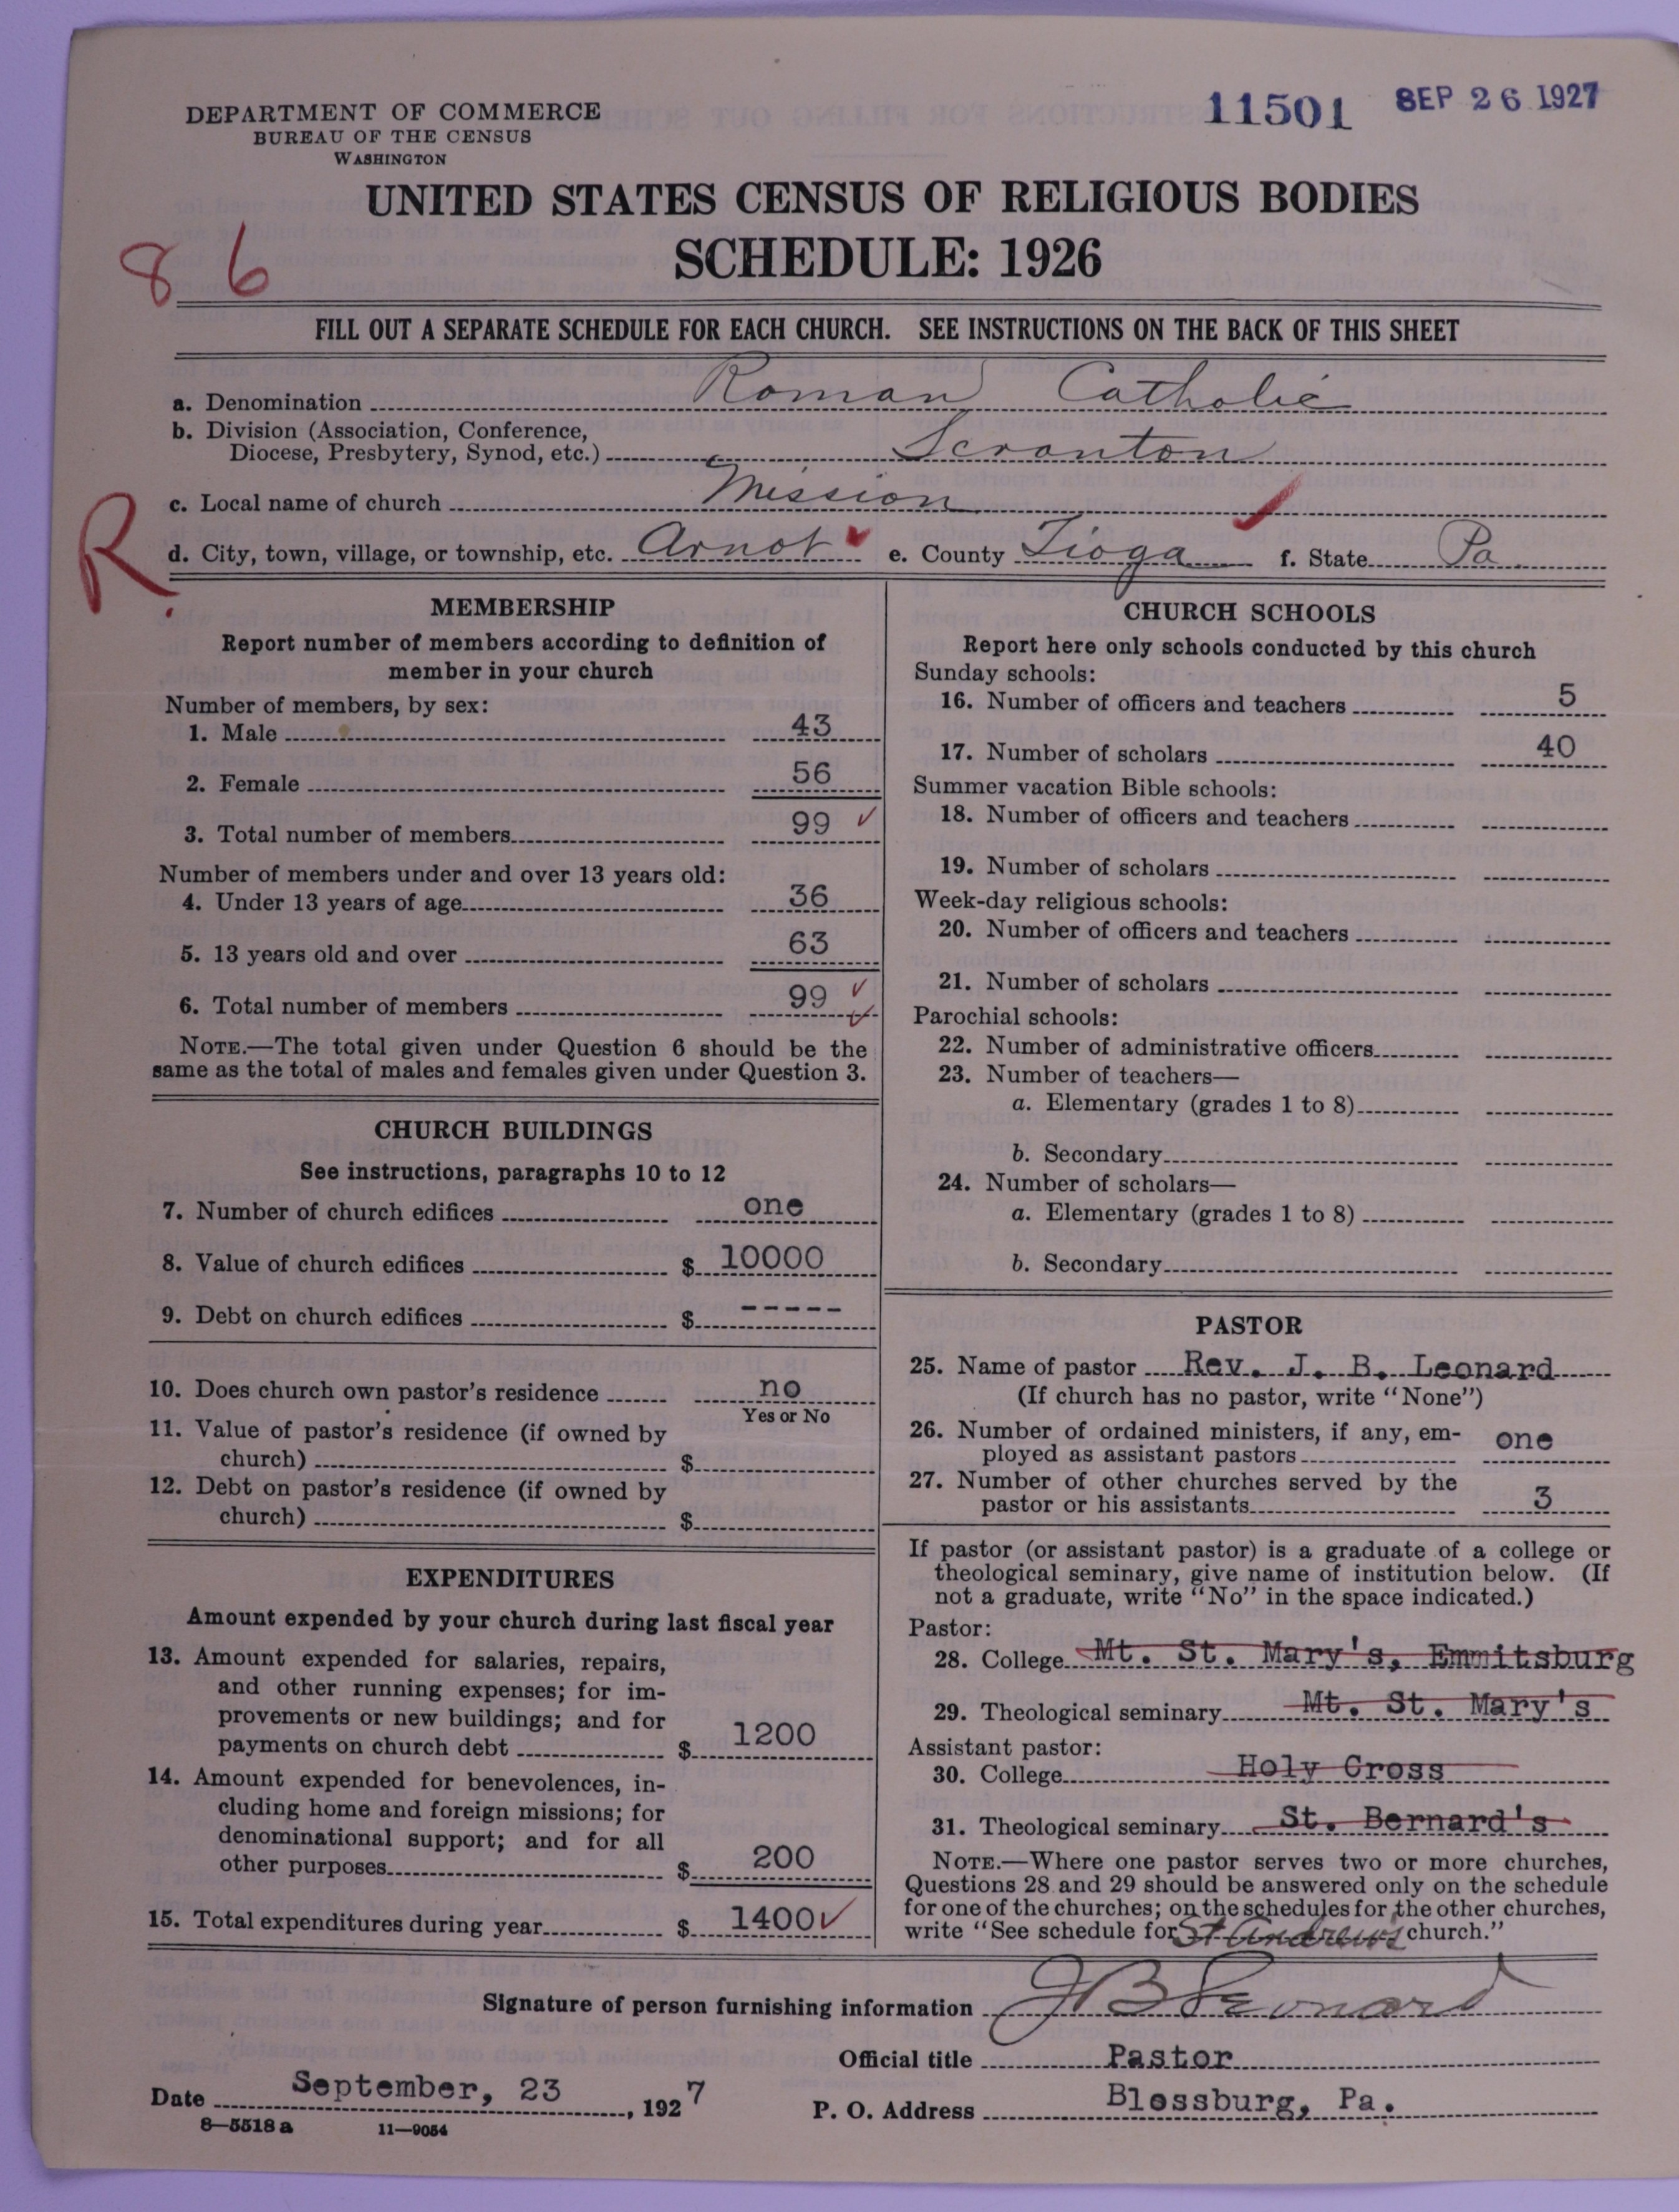 DEPARTMENT OF COMMERCE
BUREAU OF THE CENSUS
WASHINGTON
11501 SEP 26 1927
UNITED STATES CENSUS OF RELIGIOUS BODIES
SCHEDULE: 1926
86
FILL OUT A SEPARATE SCHEDULE FOR EACH CHURCH. SEE INSTRUCTIONS ON THE BACK OF THIS SHEET
a. Denomination Roman Catholic
b. Division (Association, Conference,
Diocese, Presbytery, Synod, etc.) Scranton
c. Local name of church Mission
R
d. City, town, village, or township, etc. Arnot e. County Tioga f. State Pa.
MEMBERSHIP
Report number of members according to definition of
member in your church
Number of members, by sex:
1. Male 43
2. Female 56
3. Total number of members 99 ✓
Number of members under and over 13 years old:
4. Under 13 years of age 36
5. 13 years old and over 63
6. Total number of members 99 ✓
NOTE.—The total given under Question 6 should be the
same as the total of males and females given under Question 3.
CHURCH BUILDINGS
See instructions, paragraphs 10 to 12
7. Number of church edifices one
8. Value of church edifices $ 10000
9. Debt on church edifices $ -----
10. Does church own pastor's residence no
Yes or No
11. Value of pastor's residence (if owned by
church) $
12. Debt on pastor's residence (if owned by
church) $
EXPENDITURES
Amount expended by your church during last fiscal year
13. Amount expended for salaries, repairs,
and other running expenses; for im-
provements or new buildings; and for
payments on church debt $ 1200
14. Amount expended for benevolences, in-
cluding home and foreign missions; for
denominational support; and for all
other purposes $ 200
15. Total expenditures during year $ 1400 ✓
CHURCH SCHOOLS
Report here only schools conducted by this church
Sunday schools:
16. Number of officers and teachers 5
17. Number of scholars 40
Summer vacation Bible schools:
18. Number of officers and teachers
19. Number of scholars
Week-day religious schools:
20. Number of officers and teachers
21. Number of scholars
Parochial schools:
22. Number of administrative officers
23. Number of teachers—
a. Elementary (grades 1 to 8)
b. Secondary
24. Number of scholars—
a. Elementary (grades 1 to 8)
b. Secondary
PASTOR
25. Name of pastor Rev. J. B. Leonard
(If church has no pastor, write "None")
26. Number of ordained ministers, if any, em-
ployed as assistant pastors one
27. Number of other churches served by the
pastor or his assistants 3
If pastor (or assistant pastor) is a graduate of a college or
theological seminary, give name of institution below. (If
not a graduate, write "No" in the space indicated.)
Pastor:
28. College Mt. St. Mary's, Emmitsburg
29. Theological seminary Mt. St. Mary's
Assistant pastor:
30. College Holy Cross
31. Theological seminary St. Bernard's
NOTE.—Where one pastor serves two or more churches,
Questions 28 and 29 should be answered only on the schedule
for one of the churches; on the schedules for the other churches,
write "See schedule for St Andrew's church."
Signature of person furnishing information J B Leonard
Official title Pastor
Date September, 23, 1927
P. O. Address Blossburg, Pa.
8—5518 a 11—9054